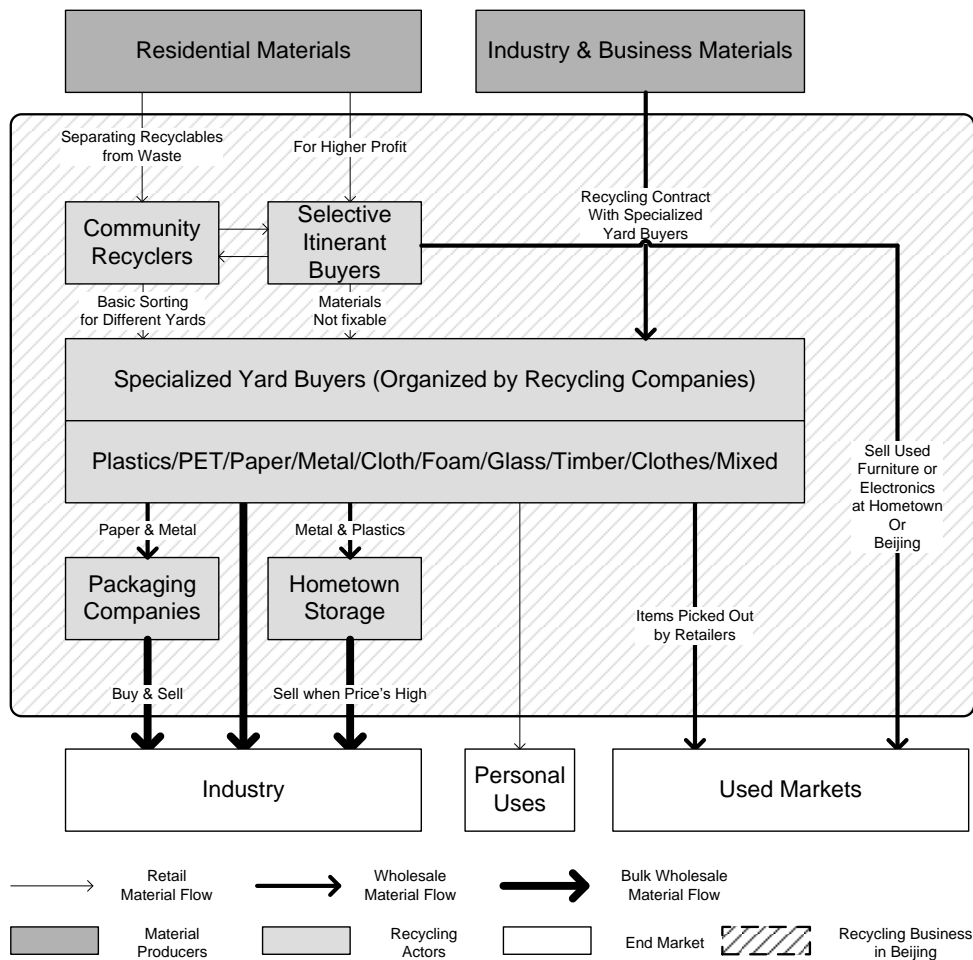 Residential Materials
Industry & Business Materials
Separating Recyclables
from Waste
For Higher Profit
Recycling Contract
With Specialized
Yard Buyers
Community
Recyclers
Selective
Itinerant
Buyers
Basic Sorting
for Different Yards
Materials
Not fixable
Specialized Yard Buyers (Organized by Recycling Companies)
Plastics/PET/Paper/Metal/Cloth/Foam/Glass/Timber/Clothes/Mixed
Sell Used
Furniture or
Electronics
at Hometown
Or
Beijing
Paper & Metal
Metal & Plastics
Packaging
Companies
Hometown
Storage
Items Picked Out
by Retailers
Buy & Sell
Sell when Price's High
Industry
Personal
Uses
Used Markets
Retail
Material Flow
Wholesale
Material Flow
Bulk Wholesale
Material Flow
Material
Producers
Recycling
Actors
End Market
Recycling Business
in Beijing